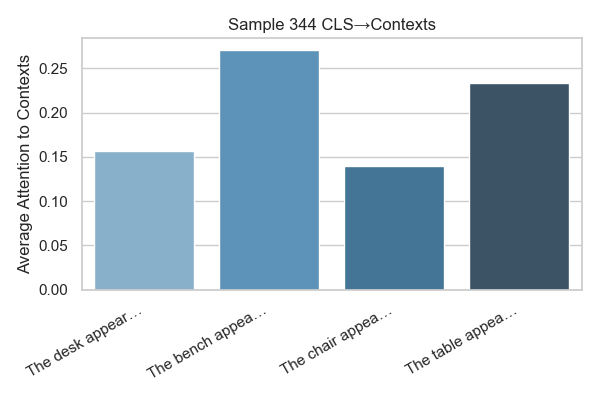 Sample 344 CLS→Contexts
Average Attention to Contexts
0.25
0.20
0.15
0.10
0.05
0.00
The desk appear...
The bench appea...
The chair appea...
The table appea...